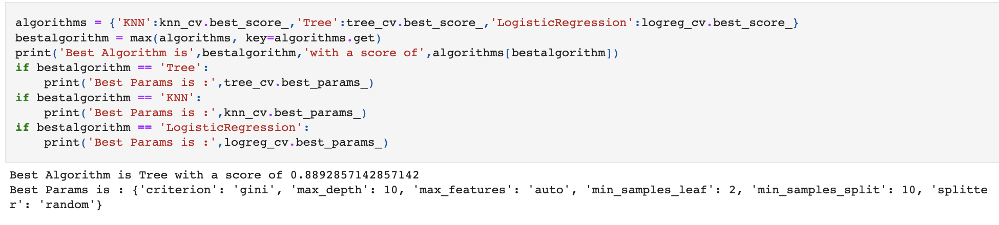 algorithms = {'KNN':knn_cv.best_score_,'Tree':tree_cv.best_score_,'LogisticRegression':logreg_cv.best_score_}
bestalgorithm = max(algorithms, key=algorithms.get)
print('Best Algorithm is',bestalgorithm,'with a score of',algorithms[bestalgorithm])
if bestalgorithm == 'Tree':
    print('Best Params is :',tree_cv.best_params_)
if bestalgorithm == 'KNN':
    print('Best Params is :',knn_cv.best_params_)
if bestalgorithm == 'LogisticRegression':
    print('Best Params is :',logreg_cv.best_params_)
Best Algorithm is Tree with a score of 0.8892857142857142
Best Params is : {'criterion': 'gini', 'max_depth': 10, 'max_features': 'auto', 'min_samples_leaf': 2, 'min_samples_split': 10, 'splitte
r': 'random'}